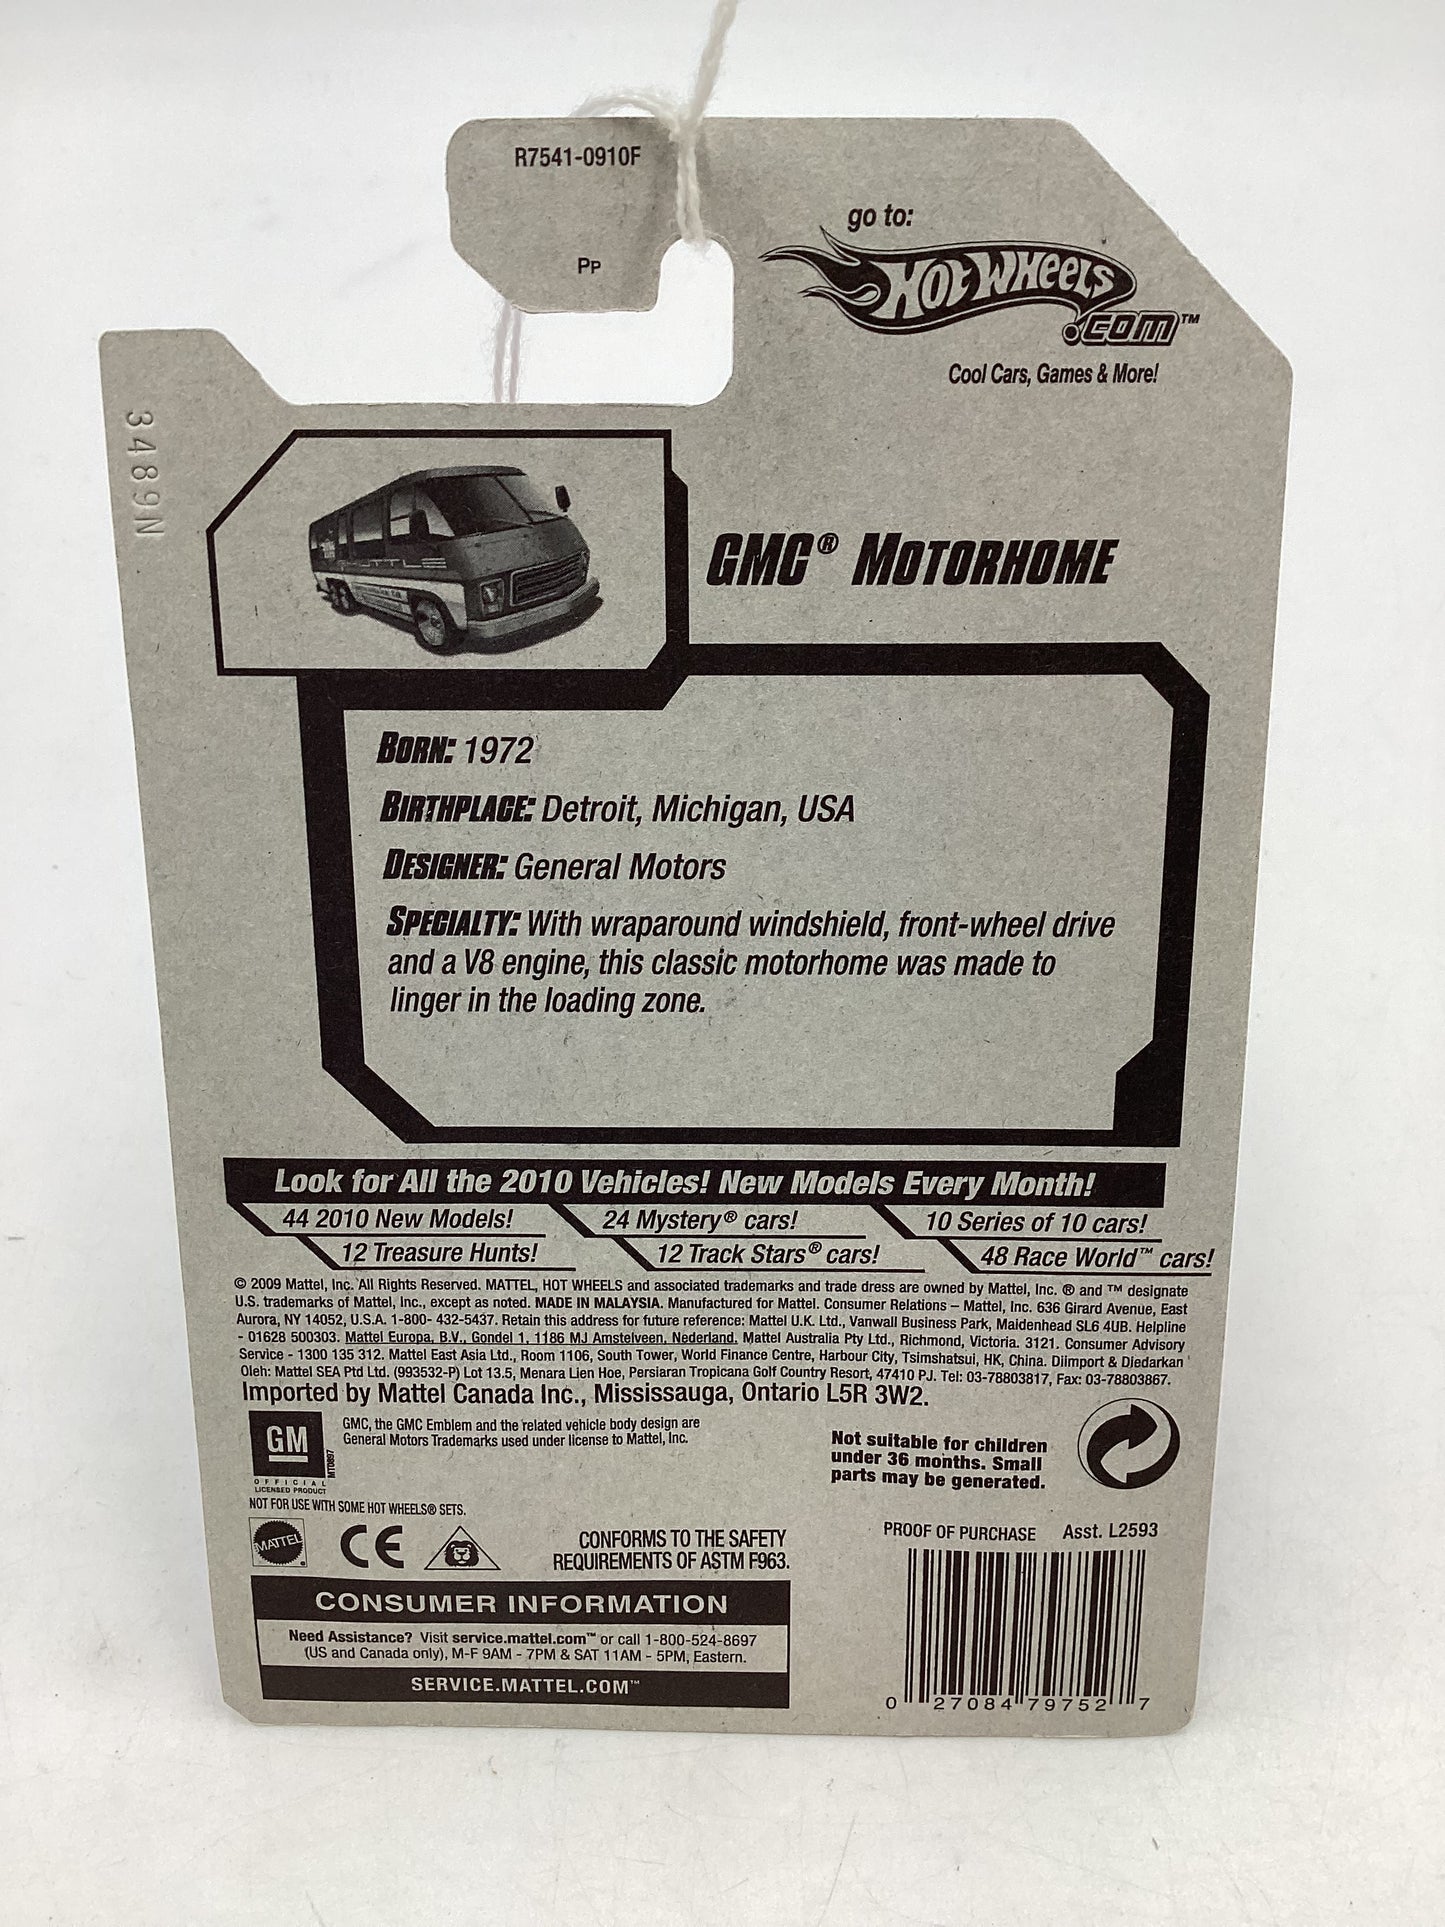 R7541-0910F
PP
go to:
HOT WHEELS
.COM™
Cool Cars, Games & More!
3489N
GMC® MOTORHOME
BORN: 1972
BIRTHPLACE: Detroit, Michigan, USA
DESIGNER: General Motors
SPECIALTY: With wraparound windshield, front-wheel drive
and a V8 engine, this classic motorhome was made to
linger in the loading zone.
Look for All the 2010 Vehicles! New Models Every Month!
44 2010 New Models! 24 Mystery® cars! 10 Series of 10 cars!
12 Treasure Hunts! 12 Track Stars® cars! 48 Race World™ cars!
© 2009 Mattel, Inc. All Rights Reserved. MATTEL, HOT WHEELS and associated trademarks and trade dress are owned by Mattel, Inc. ® and ™ designate
U.S. trademarks of Mattel, Inc., except as noted. MADE IN MALAYSIA. Manufactured for Mattel. Consumer Relations – Mattel, Inc. 636 Girard Avenue, East
Aurora, NY 14052, U.S.A. 1-800- 432-5437. Retain this address for future reference: Mattel U.K. Ltd., Vanwall Business Park, Maidenhead SL6 4UB. Helpline
- 01628 500303. Mattel Europa, B.V., Gondel 1, 1186 MJ Amstelveen, Nederland. Mattel Australia Pty Ltd., Richmond, Victoria. 3121. Consumer Advisory
Service - 1300 135 312. Mattel East Asia Ltd., Room 1106, South Tower, World Finance Centre, Harbour City, Tsimshatsui, HK, China. Diimport & Diedarkan
Oleh: Mattel SEA Ptd Ltd. (993532-P) Lot 13.5, Menara Lien Hoe, Persiaran Tropicana Golf Country Resort, 47410 PJ. Tel: 03-78803817, Fax: 03-78803867.
Imported by Mattel Canada Inc., Mississauga, Ontario L5R 3W2.
GM
MT0897
OFFICIAL
LICENSED PRODUCT
GMC, the GMC Emblem and the related vehicle body design are
General Motors Trademarks used under license to Mattel, Inc.
Not suitable for children
under 36 months. Small
parts may be generated.
NOT FOR USE WITH SOME HOT WHEELS® SETS.
MATTEL
CE
CONFORMS TO THE SAFETY
REQUIREMENTS OF ASTM F963.
PROOF OF PURCHASE Asst. L2593
CONSUMER INFORMATION
Need Assistance? Visit service.mattel.com™ or call 1-800-524-8697
(US and Canada only), M-F 9AM - 7PM & SAT 11AM - 5PM, Eastern.
SERVICE.MATTEL.COM™
0 27084 79752 7